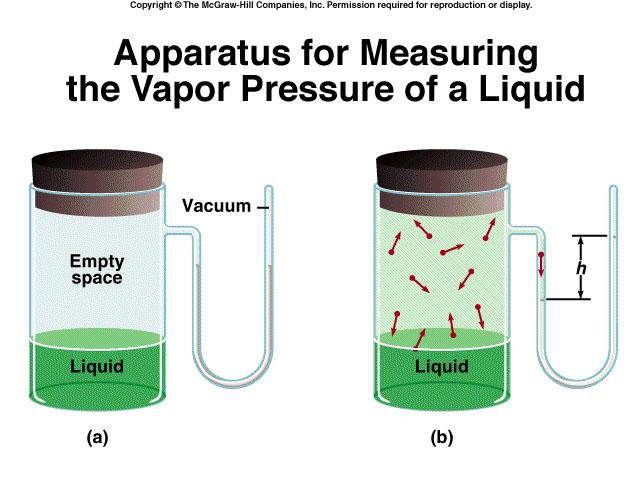 Copyright © The McGraw-Hill Companies, Inc. Permission required for reproduction or display.
Apparatus for Measuring
the Vapor Pressure of a Liquid
Vacuum
Empty
space
Liquid
(a)
h
Liquid
(b)